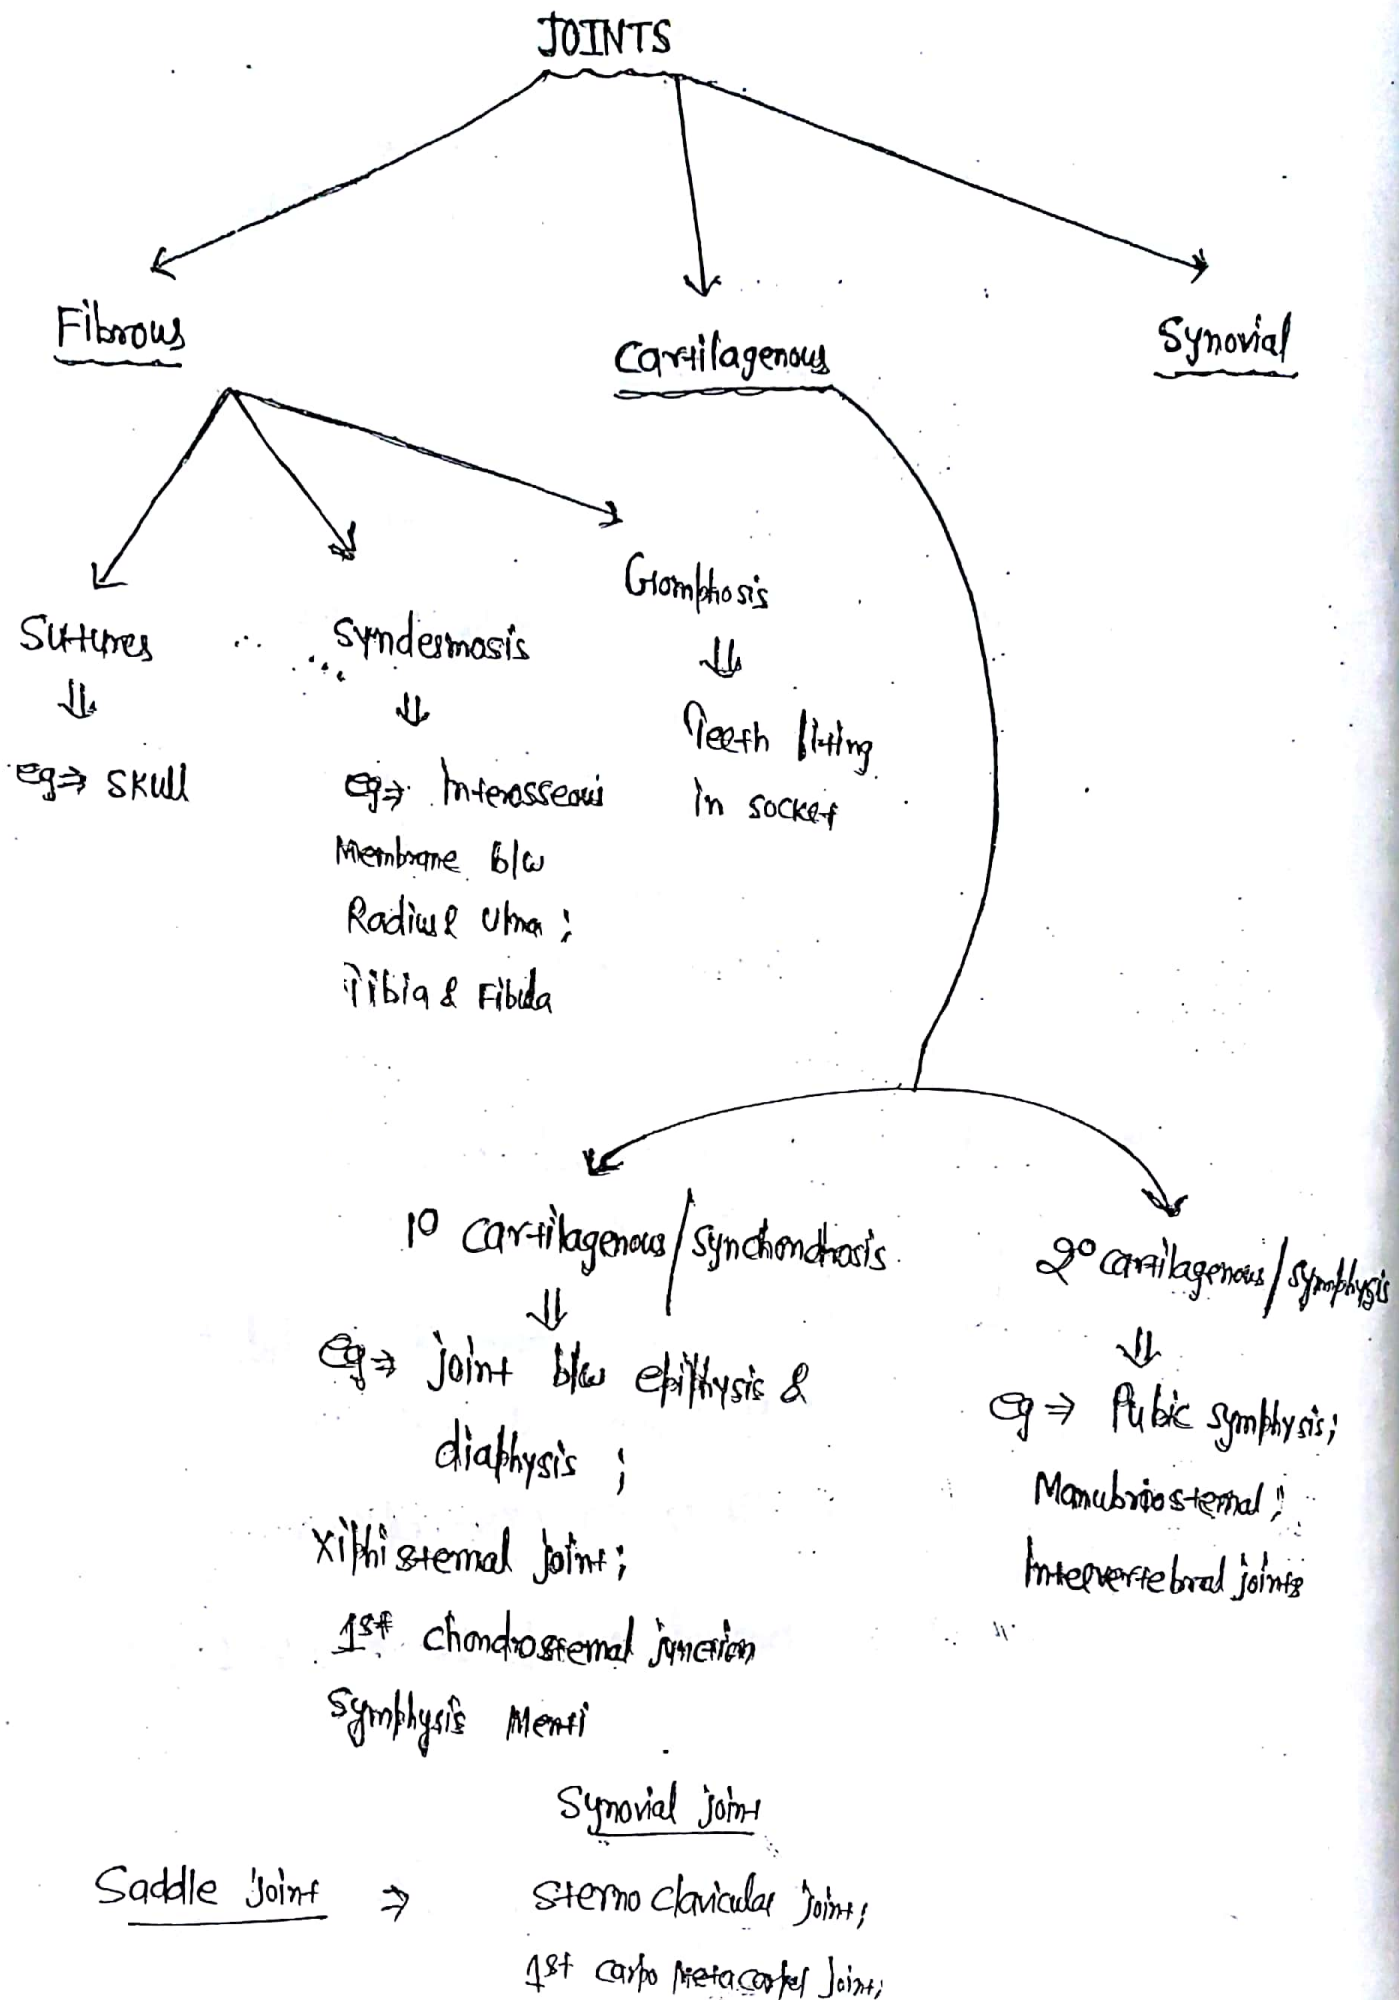 JOINTS
Fibrous
Cartilagenous
Synovial
Sutures
⇓
eg⇒ Skull
Syndesmosis
⇓
eg⇒ Interosseous
Membrane b/w
Radius & Ulna ;
Tibia & Fibula
Gomphosis
⇓
Teeth fitting
in socket
1° Cartilagenous / Synchondrosis
⇓
eg⇒ joint b/w epiphysis &
diaphysis ;
Xiphisternal joint ;
1st chondrosternal junction
Symphysis Menti
2° cartilagenous / Symphysis
⇓
eg ⇒ Pubic symphysis ;
Manubriosternal ;
Intervertebral joints
Synovial joint
Saddle joint ⇒ Sterno clavicular joint ;
1st carpo metacarpal joint ;